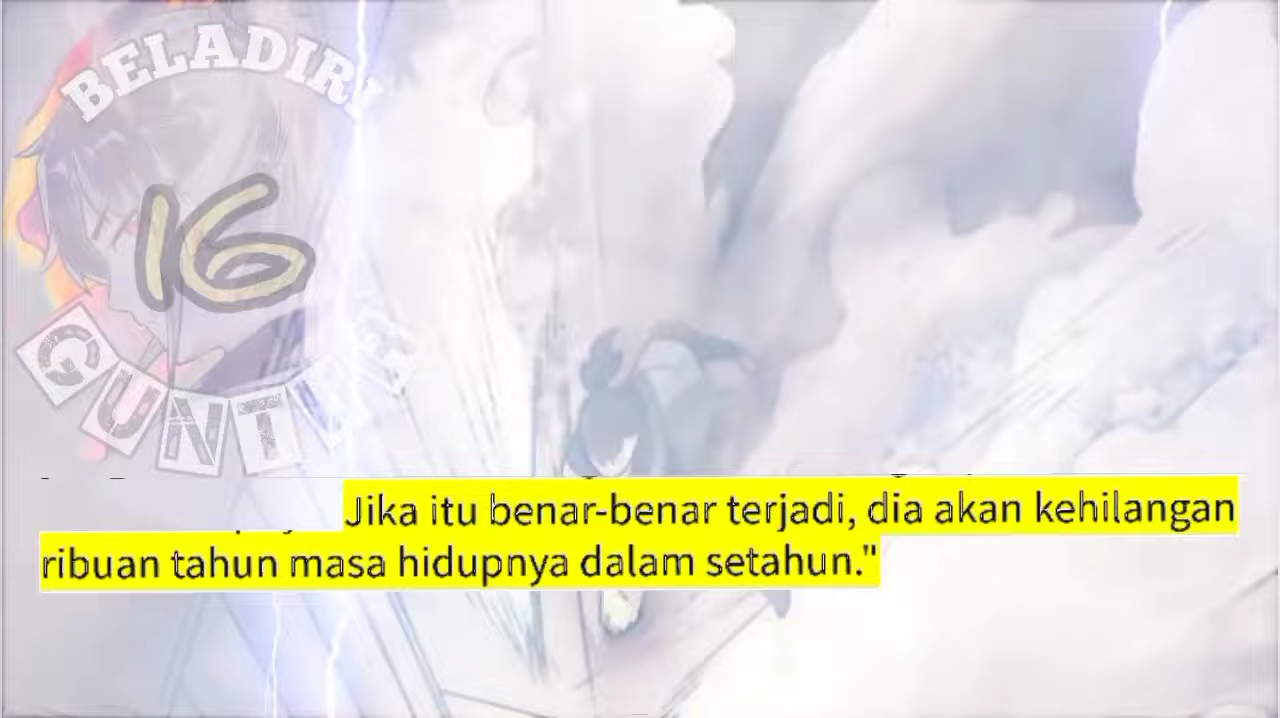 BELADIRI
16
Jika itu benar-benar terjadi, dia akan kehilangan
ribuan tahun masa hidupnya dalam setahun."